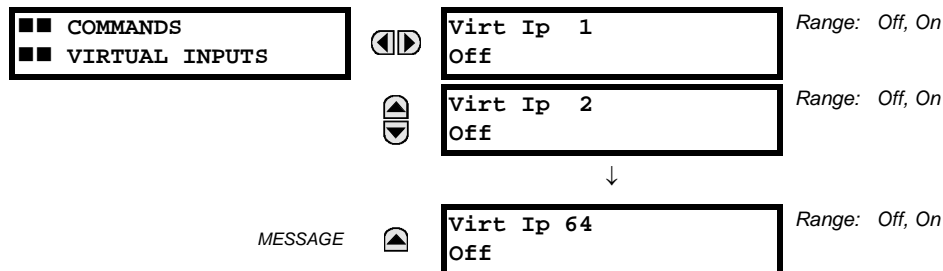 ■■ COMMANDS
■■ VIRTUAL INPUTS
Virt Ip 1
Off
Range: Off, On
Virt Ip 2
Off
Range: Off, On
↓
MESSAGE
Virt Ip 64
Off
Range: Off, On